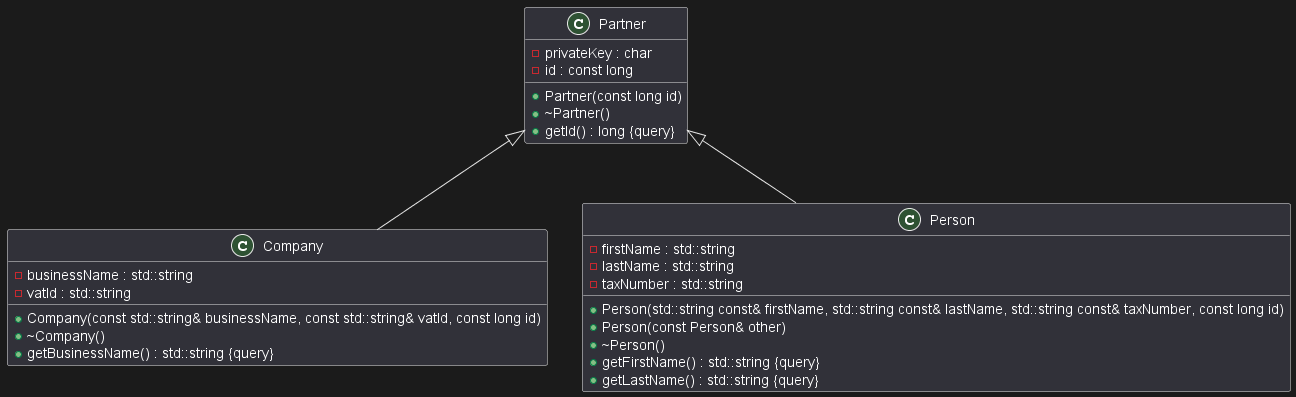 C Partner
privateKey : char
id : const long
Partner(const long id)
~Partner()
getId() : long {query}
C Company
businessName : std::string
vatId : std::string
Company(const std::string& businessName, const std::string& vatId, const long id)
~Company()
getBusinessName() : std::string {query}
C Person
firstName : std::string
lastName : std::string
taxNumber : std::string
Person(std::string const& firstName, std::string const& lastName, std::string const& taxNumber, const long id)
Person(const Person& other)
~Person()
getFirstName() : std::string {query}
getLastName() : std::string {query}